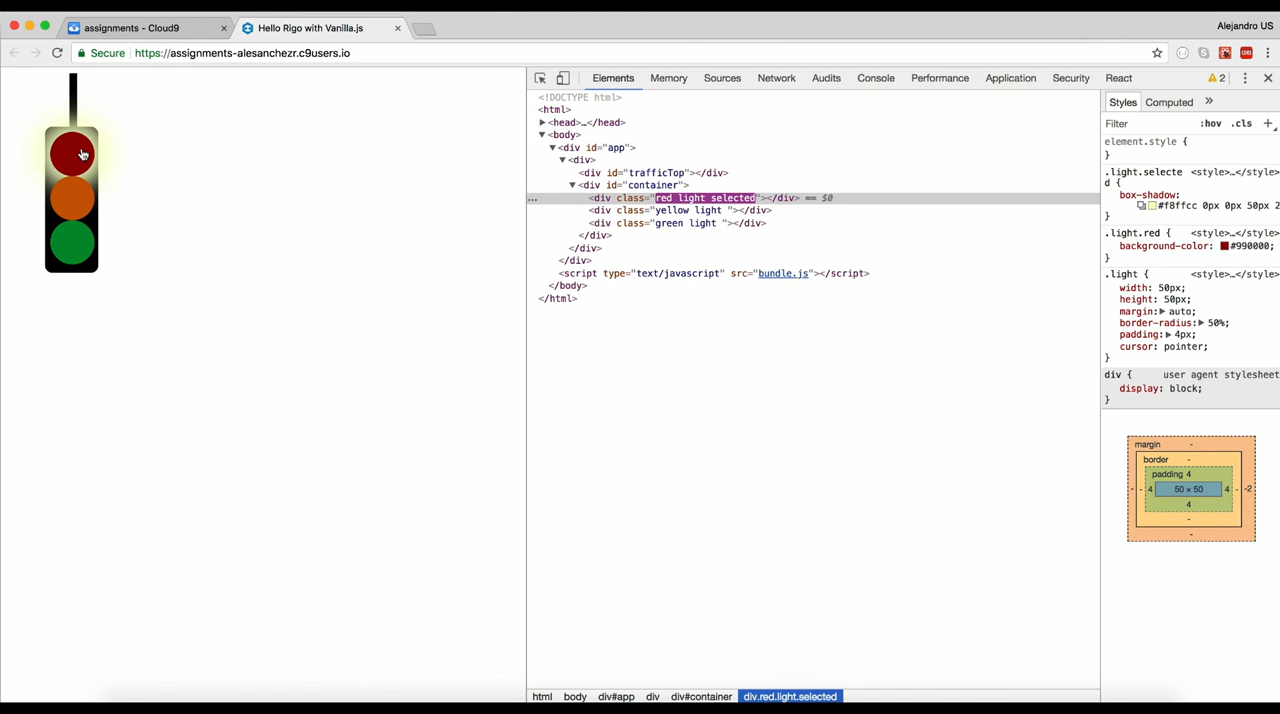 assignments - Cloud9
Hello Rigo with Vanilla.js
Alejandro US
Secure https://assignments-alesanchezr.c9users.io
Elements Memory Sources Network Audits Console Performance Application Security React 2
<!DOCTYPE html>
<html>
<head>…</head>
<body>
<div id="app">
<div>
<div id="trafficTop"></div>
<div id="container">
… <div class="red light selected"></div> == $0
<div class="yellow light "></div>
<div class="green light "></div>
</div>
</div>
</div>
<script type="text/javascript" src="bundle.js"></script>
</body>
</html>
html body div#app div div#container div.red.light.selected
Styles Computed »
Filter :hov .cls +
element.style {
}
.light.selecte <style>…</style>
d {
box-shadow:
#f8ffcc 0px 0px 50px 2
}
.light.red { <style>…</style>
background-color: #990000;
}
.light { <style>…</style>
width: 50px;
height: 50px;
margin: auto;
border-radius: 50%;
padding: 4px;
cursor: pointer;
}
div { user agent stylesheet
display: block;
}
margin -
border -
padding 4
- - 4 50 × 50 4 - -2
4
-
-